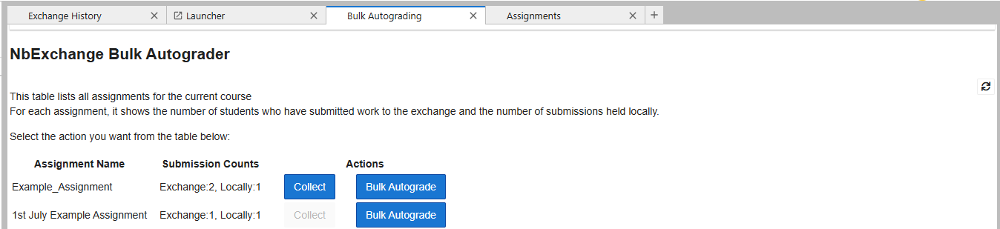 Exchange History Launcher Bulk Autograding Assignments
NbExchange Bulk Autograder
This table lists all assignments for the current course
For each assignment, it shows the number of students who have submitted work to the exchange and the number of submissions held locally.
Select the action you want from the table below:
Assignment Name Submission Counts Actions
Example_Assignment Exchange:2, Locally:1 Collect Bulk Autograde
1st July Example Assignment Exchange:1, Locally:1 Collect Bulk Autograde